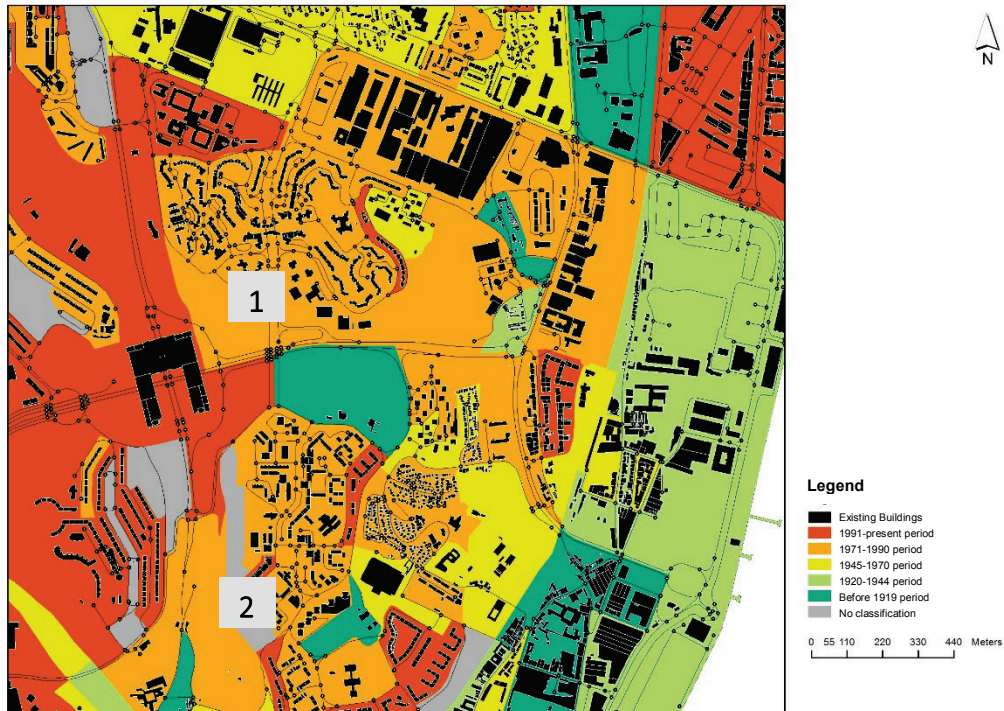 N
1
2
Legend
Existing Buildings
1991-present period
1971-1990 period
1945-1970 period
1920-1944 period
Before 1919 period
No classification
0 55 110 220 330 440 Meters